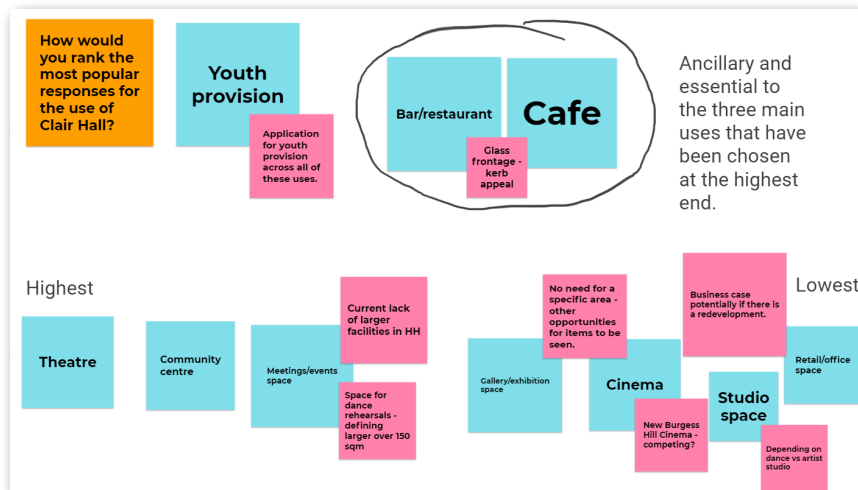 How would
you rank the
most popular
responses for
the use of
Clair Hall?
Youth
provision
Application
for youth
provision
across all of
these uses.
Bar/restaurant
Cafe
Glass
frontage -
kerb
appeal
Ancillary and
essential to
the three main
uses that have
been chosen
at the highest
end.
Highest
Lowest
Theatre
Community
centre
Meetings/events
space
Current lack
of larger
facilities in HH
Space for
dance
rehearsals -
defining
larger over 150
sqm
Gallery/exhibition
space
No need for a
specific area -
other
opportunities
for items to be
seen.
Cinema
New Burgess
Hill Cinema -
competing?
Business case
potentially if there is
a redevelopment.
Studio
space
Depending on
dance vs artist
studio
Retail/office
space